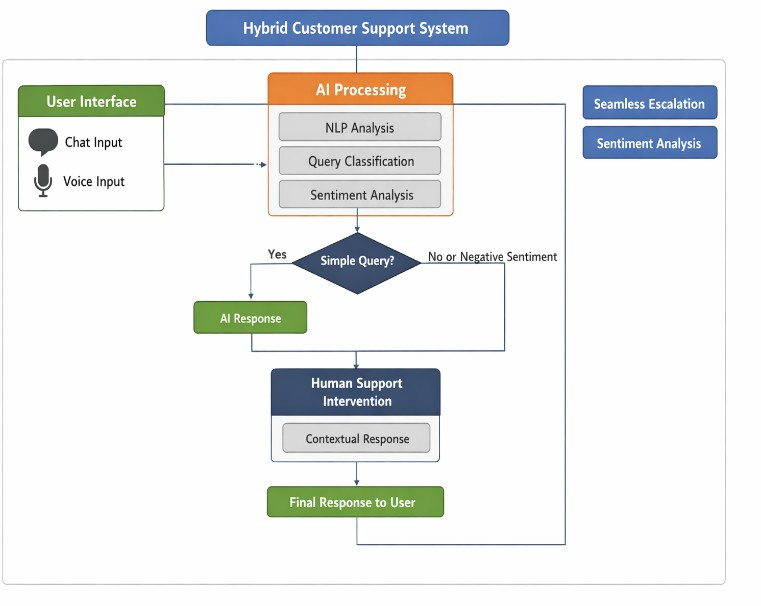 Hybrid Customer Support System
User Interface
Chat Input
Voice Input
AI Processing
NLP Analysis
Query Classification
Sentiment Analysis
Seamless Escalation
Sentiment Analysis
Simple Query?
Yes
No or Negative Sentiment
AI Response
Human Support
Intervention
Contextual Response
Final Response to User